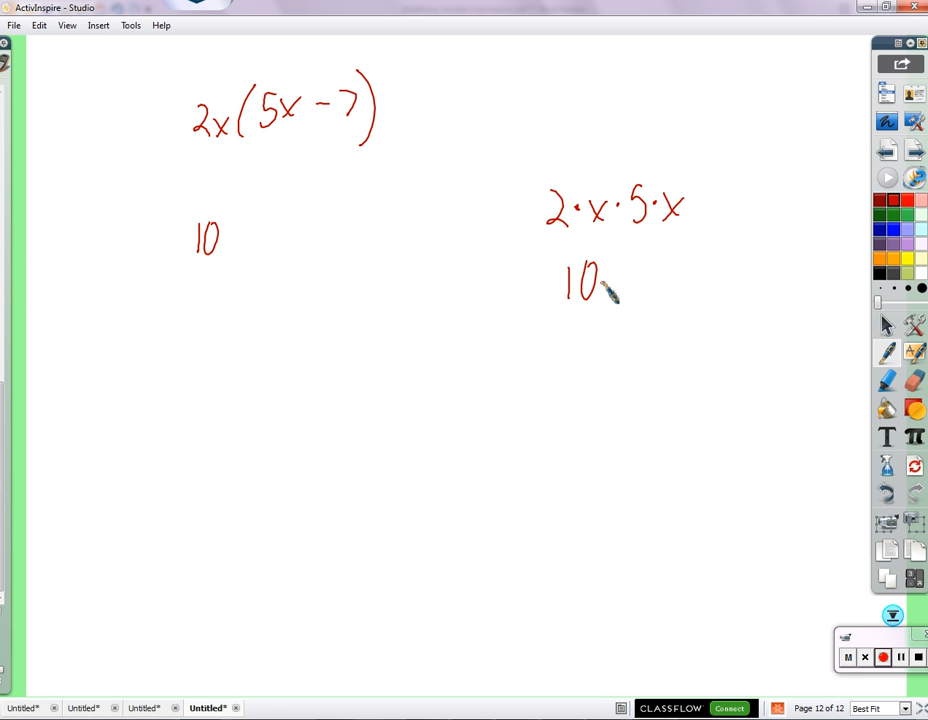 ActivInspire - Studio
File Edit View Insert Tools Help
2x(5x - 7)
2·x·5·x
10
10
M
Untitled* Untitled* Untitled* Untitled* CLASSFLOW Connect Page 12 of 12 Best Fit